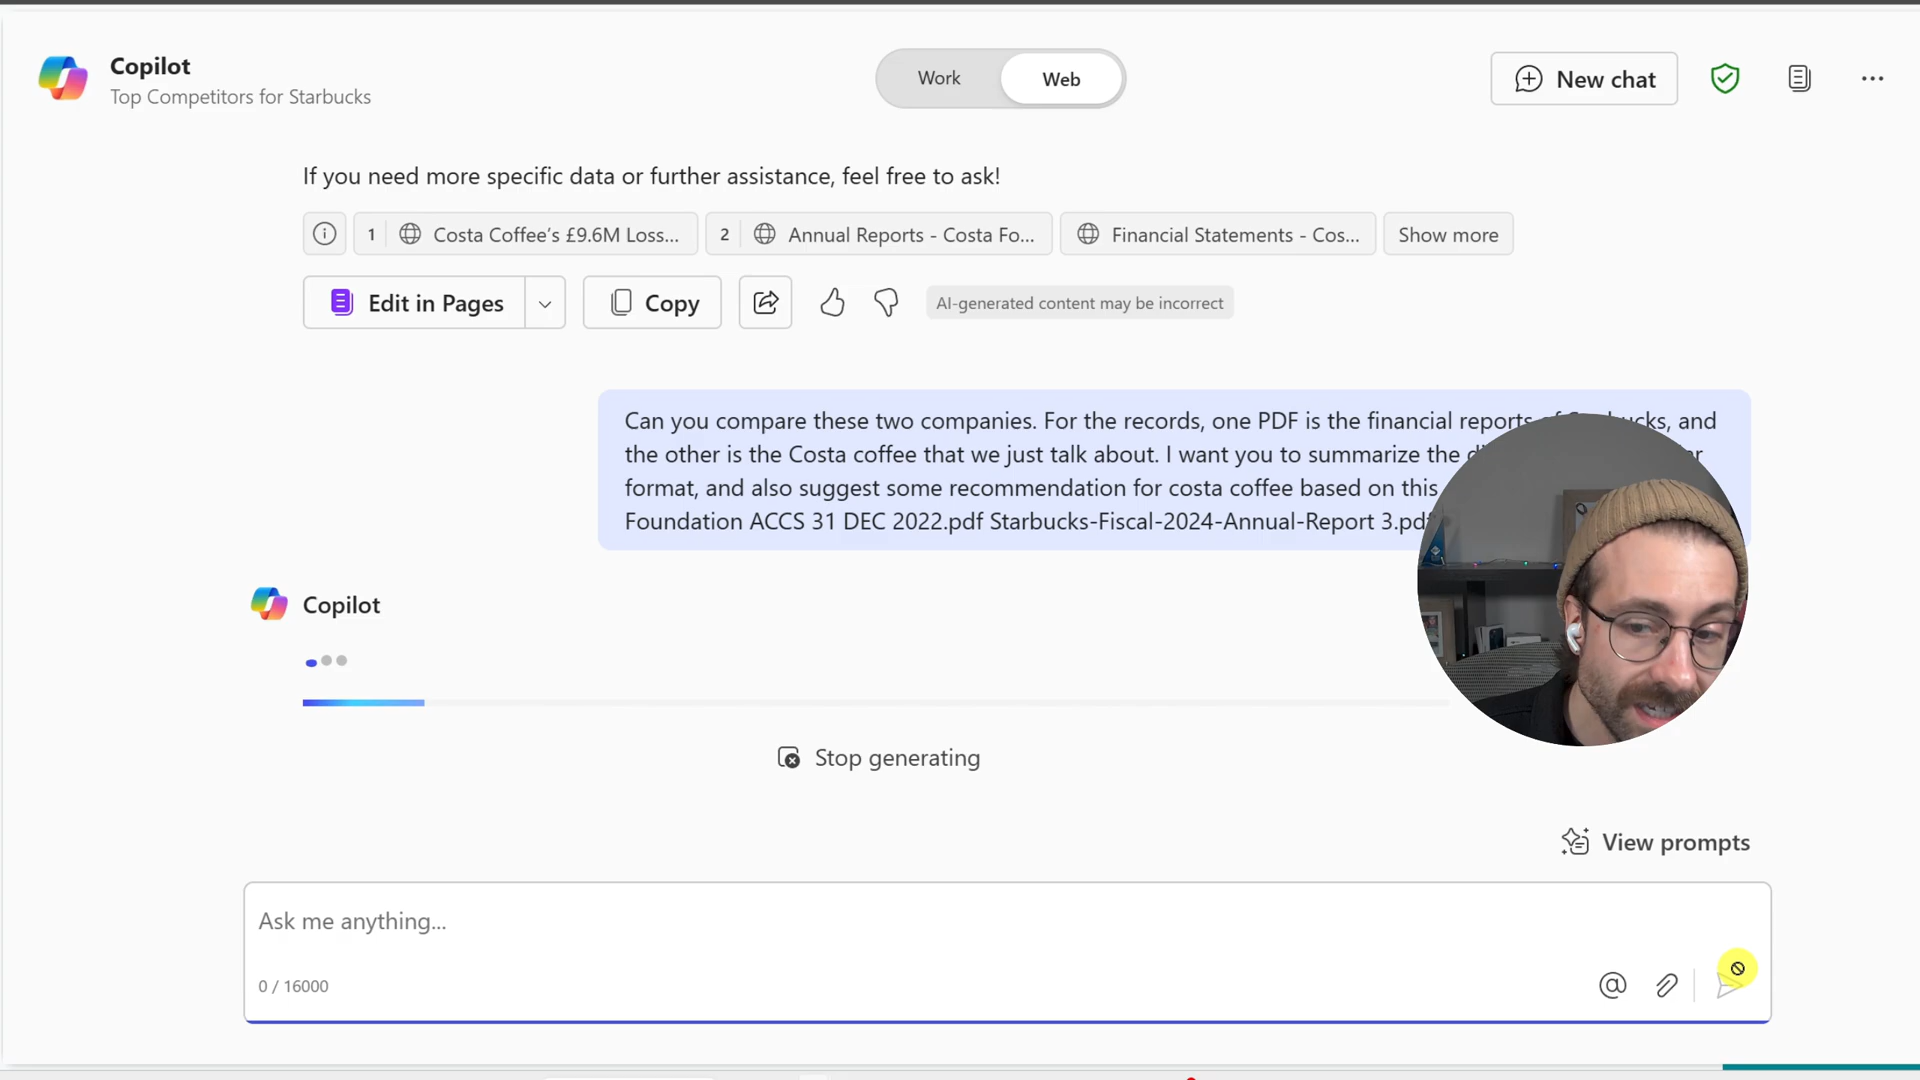 Copilot
Top Competitors for Starbucks
Work
Web
New chat
If you need more specific data or further assistance, feel free to ask!
1 Costa Coffee's £9.6M Loss...
2 Annual Reports - Costa Fo...
Financial Statements - Cos...
Show more
Edit in Pages
Copy
AI-generated content may be incorrect
Can you compare these two companies. For the records, one PDF is the financial reports and
the other is the Costa coffee that we just talk about. I want you to summarize the
format, and also suggest some recommendation for costa coffee based on this
Foundation ACCS 31 DEC 2022.pdf Starbucks-Fiscal-2024-Annual-Report 3.pdf
Copilot
Stop generating
View prompts
Ask me anything...
0 / 16000
@